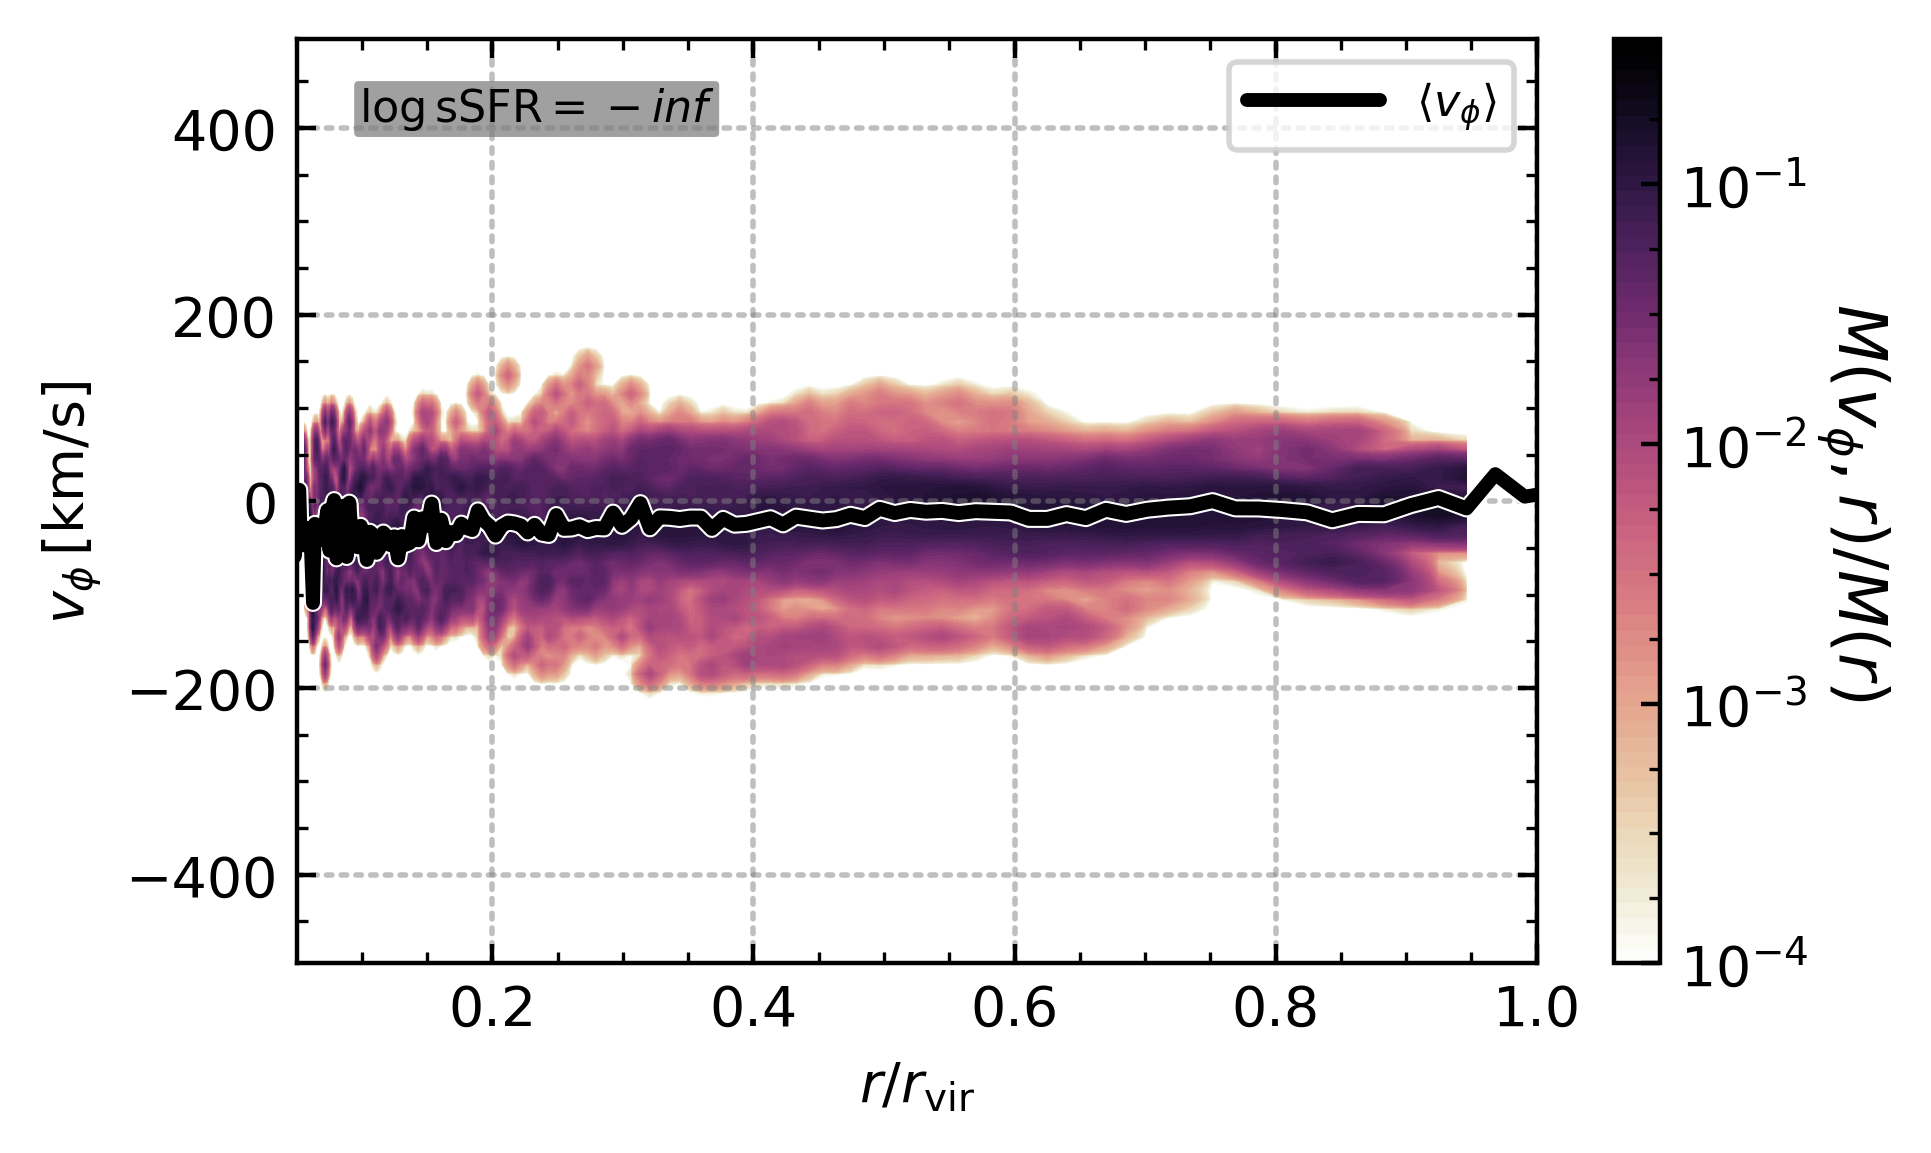 log sSFR = −inf
⟨v_ϕ⟩
400
200
0
−200
−400
v_ϕ [km/s]
0.2 0.4 0.6 0.8 1.0
r/r_vir
10⁻¹
10⁻²
10⁻³
10⁻⁴
M(v_ϕ, r)/M(r)